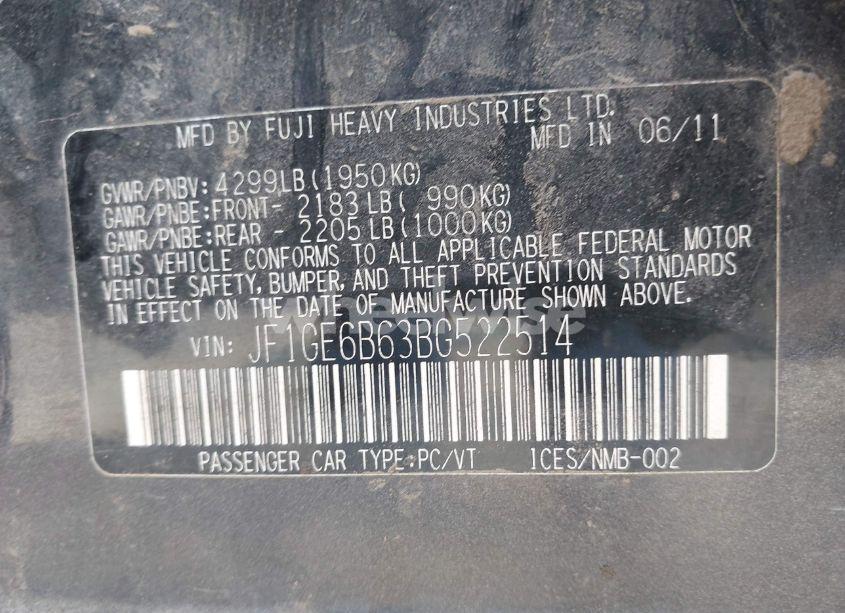 MFD BY FUJI HEAVY INDUSTRIES LTD.
MFD IN 06/11
GVWR/PNBV: 4299LB (1950KG)
GAWR/PNBE:FRONT- 2183 LB ( 990KG)
GAWR/PNBE:REAR - 2205 LB (1000KG)
THIS VEHICLE CONFORMS TO ALL APPLICABLE FEDERAL MOTOR
VEHICLE SAFETY, BUMPER, AND THEFT PREVENTION STANDARDS
IN EFFECT ON THE DATE OF MANUFACTURE SHOWN ABOVE.
VIN: JF1GE6B63BG522514
PASSENGER CAR TYPE:PC/VT ICES/NMB-002